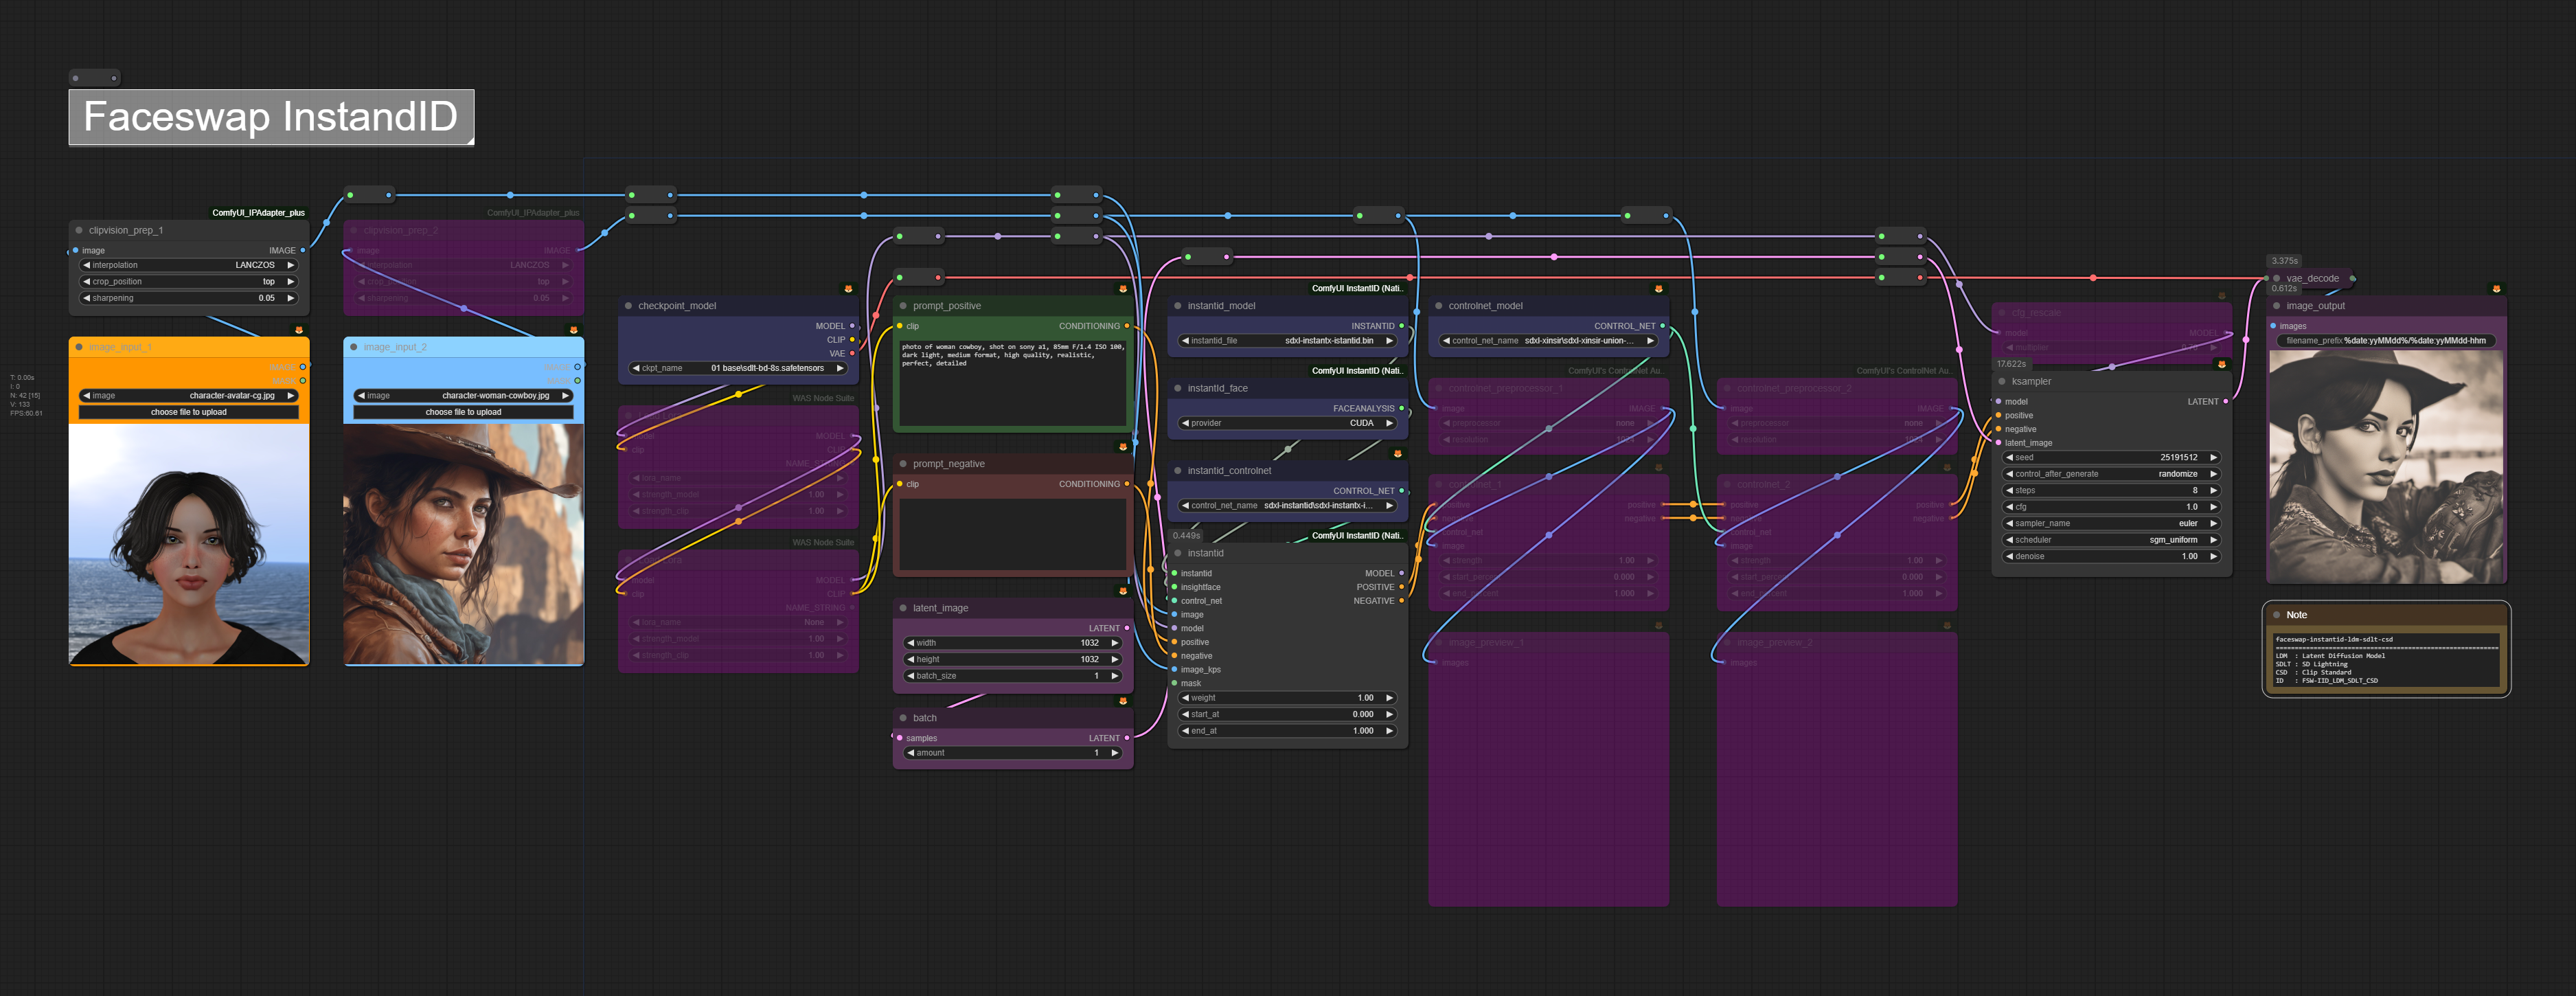 Faceswap InstandID
T: 0.00s
I: 0
N: 42 [15]
V: 133
FPS:60.61
ComfyUI_IPAdapter_plus
clipvision_prep_1
image IMAGE
interpolation LANCZOS
crop_position top
sharpening 0.05
image_input_1
image character-avatar-cg.jpg
choose file to upload
ComfyUI_IPAdapter_plus
clipvision_prep_2
image IMAGE
interpolation LANCZOS
crop_position top
sharpening 0.05
image_input_2
image character-woman-cowboy.jpg
choose file to upload
checkpoint_model
MODEL
CLIP
VAE
ckpt_name 01 base\sdlt-bd-8s.safetensors
WAS Node Suite
model MODEL
clip CLIP
NAME_STRING
lora_name
strength_model 1.00
strength_clip 1.00
WAS Node Suite
model MODEL
clip CLIP
NAME_STRING
lora_name None
strength_model 1.00
strength_clip 1.00
prompt_positive
clip CONDITIONING
photo of woman cowboy, shot on sony a1, 85mm F/1.4 ISO 100,
dark light, medium format, high quality, realistic,
perfect, detailed
prompt_negative
clip CONDITIONING
latent_image
LATENT
width 1032
height 1032
batch_size 1
batch
samples LATENT
amount 1
ComfyUI InstantID (Nati..
instantid_model
INSTANTID
instantid_file sdxl-instantx-istantid.bin
ComfyUI InstantID (Nati..
instantId_face
FACEANALYSIS
provider CUDA
instantid_controlnet
CONTROL_NET
control_net_name sdxl-instantid\sdxl-instantx-i...
ComfyUI InstantID (Nati..
0.449s
instantid
instantid MODEL
insightface POSITIVE
control_net NEGATIVE
image
model
positive
negative
image_kps
mask
weight 1.00
start_at 0.000
end_at 1.000
controlnet_model
CONTROL_NET
control_net_name sdxl-xinsir\sdxl-xinsir-union-...
ComfyUI's ControlNet Au..
controlnet_preprocessor_1
image IMAGE
preprocessor none
resolution 1024
controlnet_1
positive positive
negative negative
control_net
image
strength 1.00
start_percent 0.000
end_percent 1.000
image_preview_1
images
ComfyUI's ControlNet Au..
controlnet_preprocessor_2
image IMAGE
preprocessor none
resolution 1024
controlnet_2
positive positive
negative negative
control_net
image
strength 1.00
start_percent 0.000
end_percent 1.000
image_preview_2
images
cfg_rescale
model MODEL
multiplier 0.70
17.622s
ksampler
model LATENT
positive
negative
latent_image
seed 25191512
control_after_generate randomize
steps 8
cfg 1.0
sampler_name euler
scheduler sgm_uniform
denoise 1.00
3.375s
vae_decode
0.612s
image_output
images
filename_prefix %date:yyMMdd%/%date:yyMMdd-hhm
Note
faceswap-instantid-ldm-sdlt-csd
LDM : Latent Diffusion Model
SDLT : SD Lightning
CSD : Clip Standard
ID : FSW-IID_LDM_SDLT_CSD